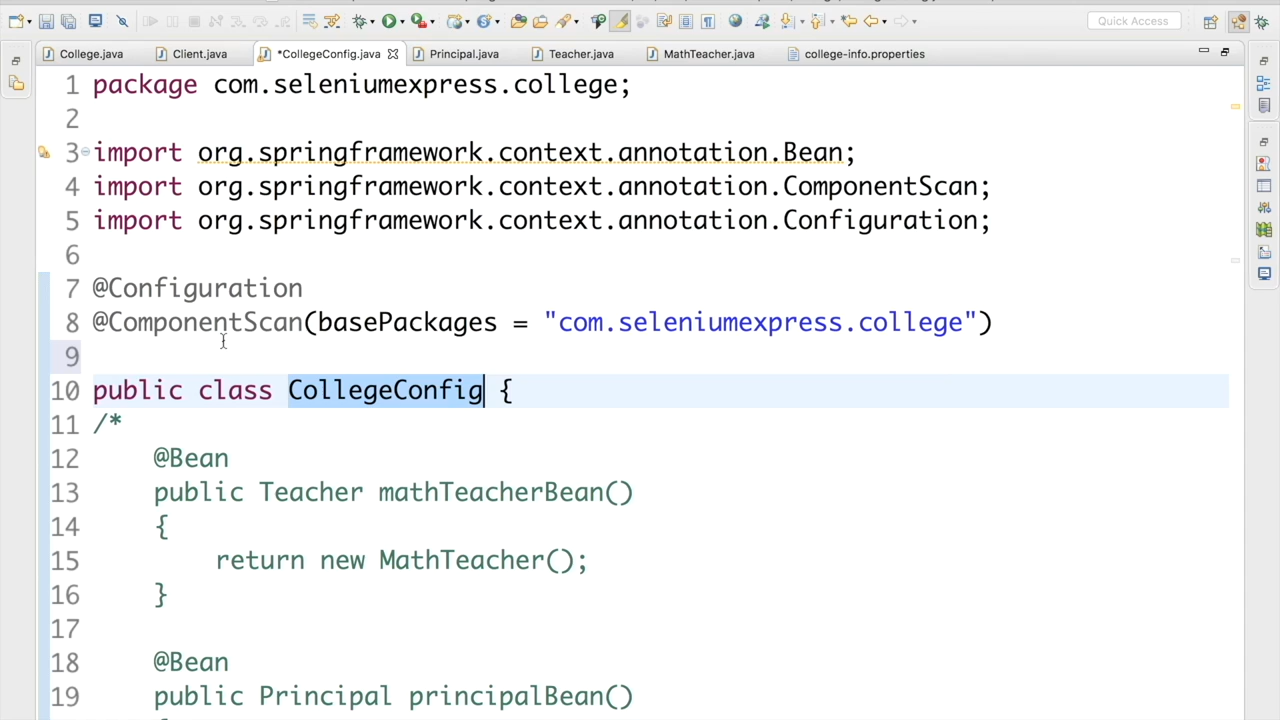 Quick Access
College.java
Client.java
*CollegeConfig.java
Principal.java
Teacher.java
MathTeacher.java
college-info.properties
1 package com.seleniumexpress.college;
2
3 import org.springframework.context.annotation.Bean;
4 import org.springframework.context.annotation.ComponentScan;
5 import org.springframework.context.annotation.Configuration;
6
7 @Configuration
8 @ComponentScan(basePackages = "com.seleniumexpress.college")
9
10 public class CollegeConfig {
11 /*
12 @Bean
13 public Teacher mathTeacherBean()
14 {
15 return new MathTeacher();
16 }
17
18 @Bean
19 public Principal principalBean()